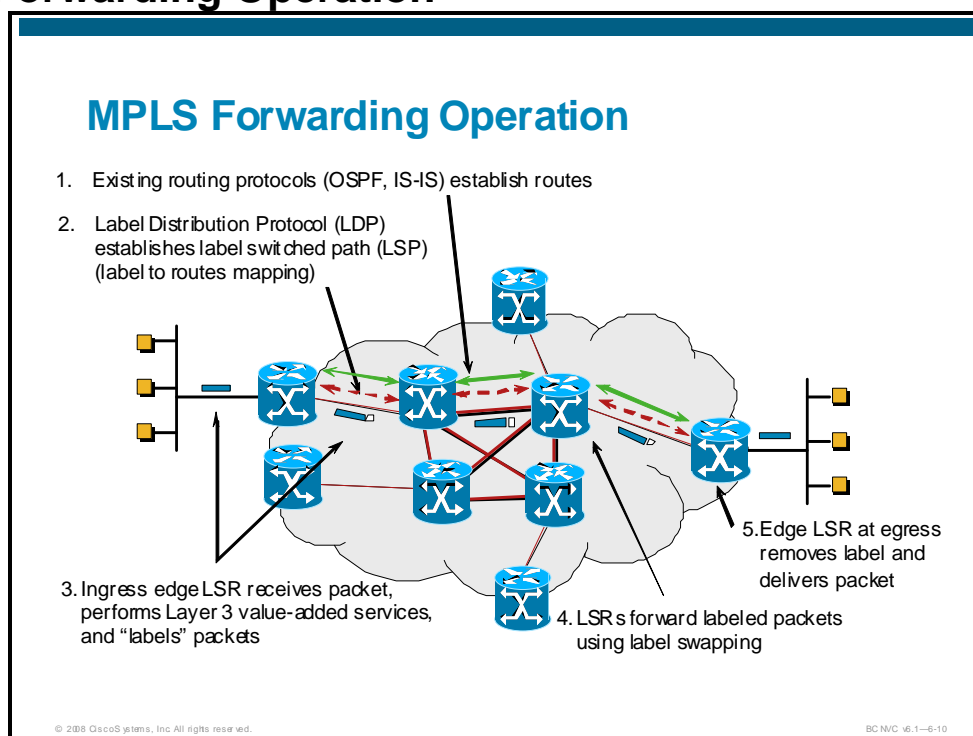 orwarding Operation
MPLS Forwarding Operation
1. Existing routing protocols (OSPF, IS-IS) establish routes
2. Label Distribution Protocol (LDP)
establishes label switched path (LSP)
(label to routes mapping)
5.Edge LSR at egress
removes label and
delivers packet
3. Ingress edge LSR receives packet,
performs Layer 3 value-added services,
and “labels” packets
4. LSRs forward labeled packets
using label swapping
© 2008 Cisco Systems, Inc. All rights reserved.
BCNVC v6.1—6-10